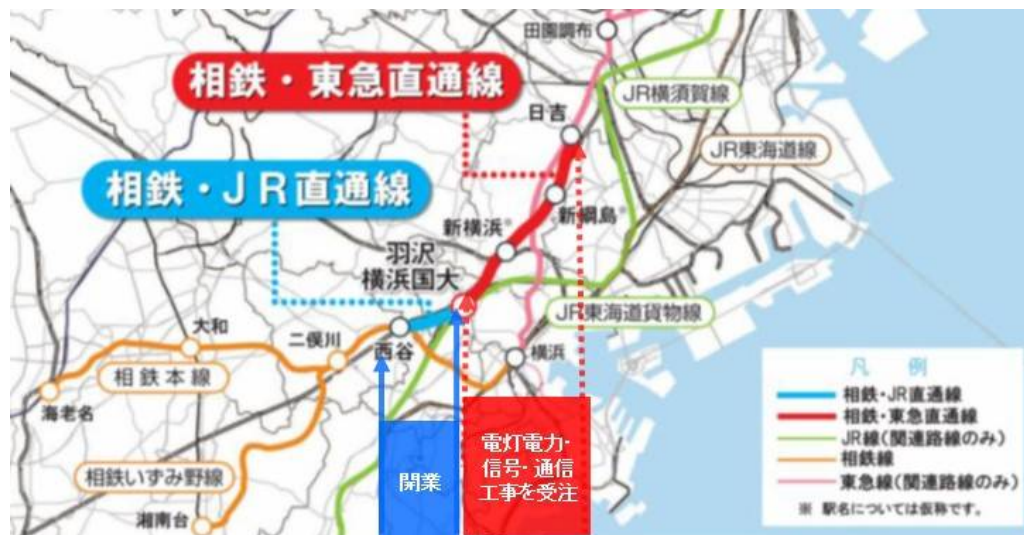 田園調布
相鉄・東急直通線
JR横須賀線
日吉
JR東海道線
相鉄・JR直通線
新綱島※
新横浜※
羽沢
横浜国大
JR東海道貨物線
大和
二俣川
西谷
横浜
相鉄本線
海老名
凡例
相鉄・JR直通線
相鉄・東急直通線
JR線(関連路線のみ)
相鉄線
東急線(関連路線のみ)
※ 駅名については仮称です。
電灯電力・
信号・通信
工事を受注
開業
相鉄いずみ野線
湘南台